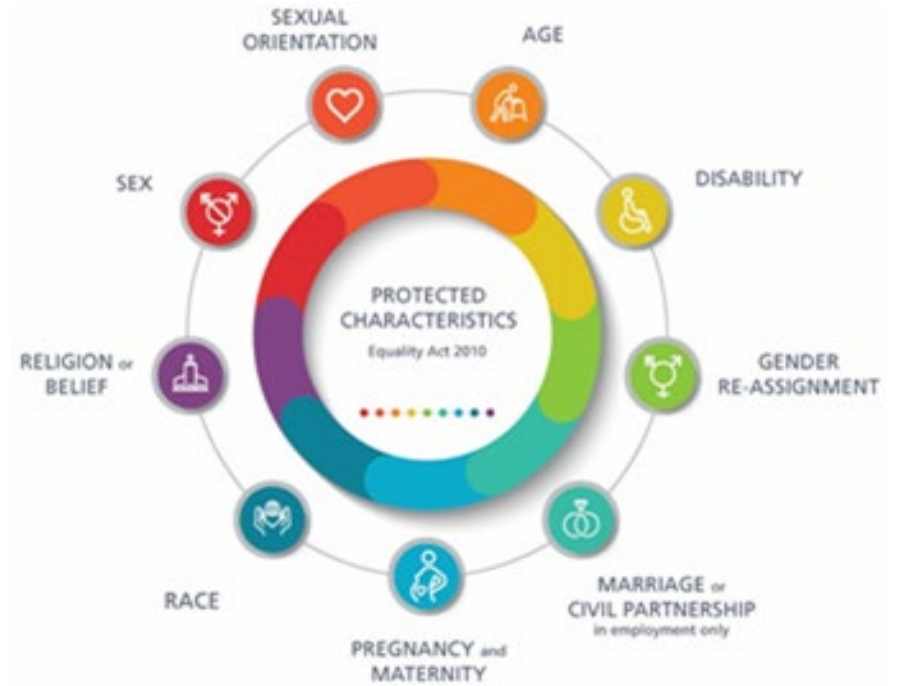 SEXUAL
ORIENTATION
AGE
SEX
DISABILITY
PROTECTED
CHARACTERISTICS
Equality Act 2010
RELIGION or
BELIEF
GENDER
RE-ASSIGNMENT
RACE
MARRIAGE or
CIVIL PARTNERSHIP
in employment only
PREGNANCY and
MATERNITY